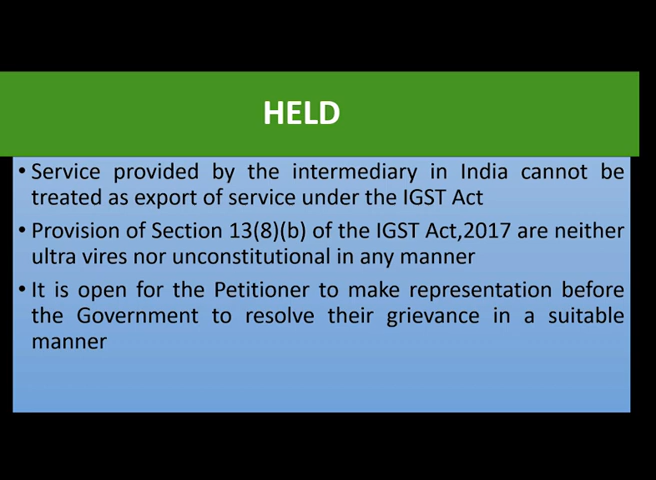 HELD
• Service provided by the intermediary in India cannot be
treated as export of service under the IGST Act
• Provision of Section 13(8)(b) of the IGST Act,2017 are neither
ultra vires nor unconstitutional in any manner
• It is open for the Petitioner to make representation before
the Government to resolve their grievance in a suitable
manner